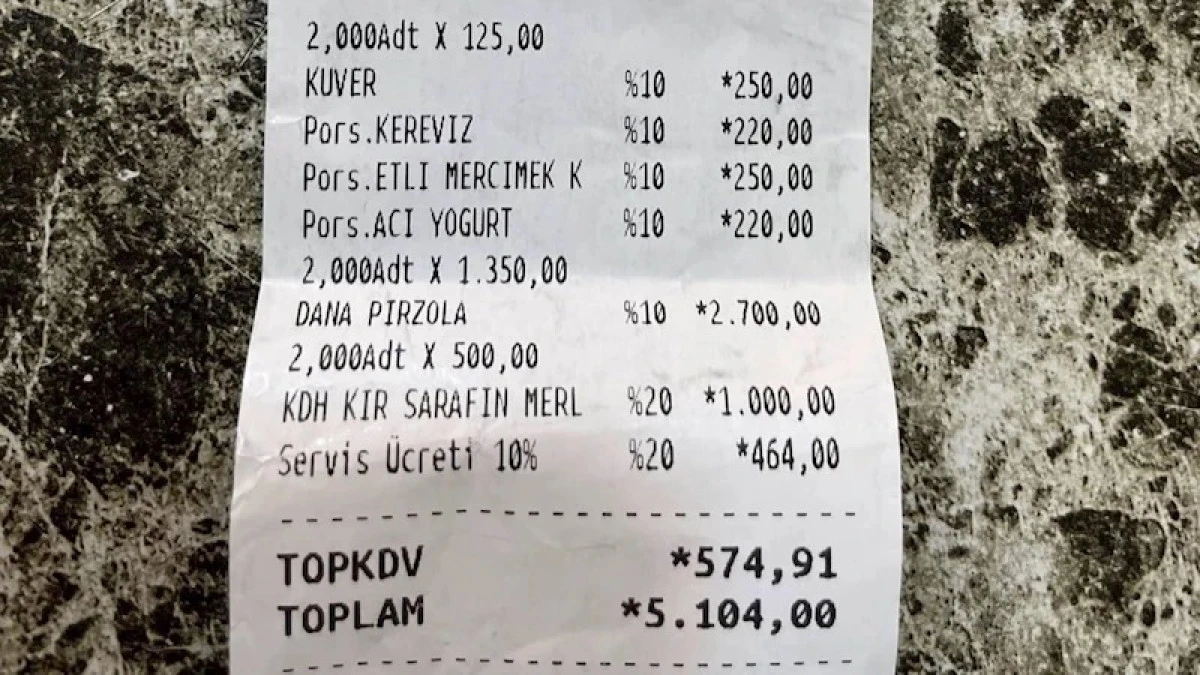 2,000Adt X 125,00
KUVER %10 *250,00
Pors.KEREVIZ %10 *220,00
Pors.ETLI MERCIMEK K %10 *250,00
Pors.ACI YOGURT %10 *220,00
2,000Adt X 1.350,00
DANA PIRZOLA %10 *2.700,00
2,000Adt X 500,00
KDH KIR SARAFIN MERL %20 *1.000,00
Servis Ücreti 10% %20 *464,00
TOPKDV *574,91
TOPLAM *5.104,00